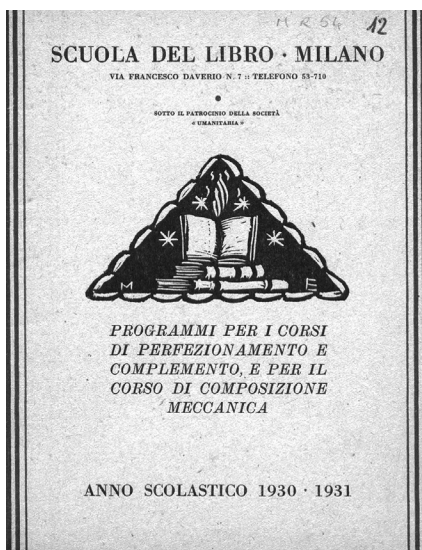 M R 54 12
SCUOLA DEL LIBRO · MILANO
VIA FRANCESCO DAVERIO N. 7 :: TELEFONO 53-710
SOTTO IL PATROCINIO DELLA SOCIETÀ
« UMANITARIA »
M E
PROGRAMMI PER I CORSI
DI PERFEZIONAMENTO E
COMPLEMENTO, E PER IL
CORSO DI COMPOSIZIONE
MECCANICA
ANNO SCOLASTICO 1930 · 1931